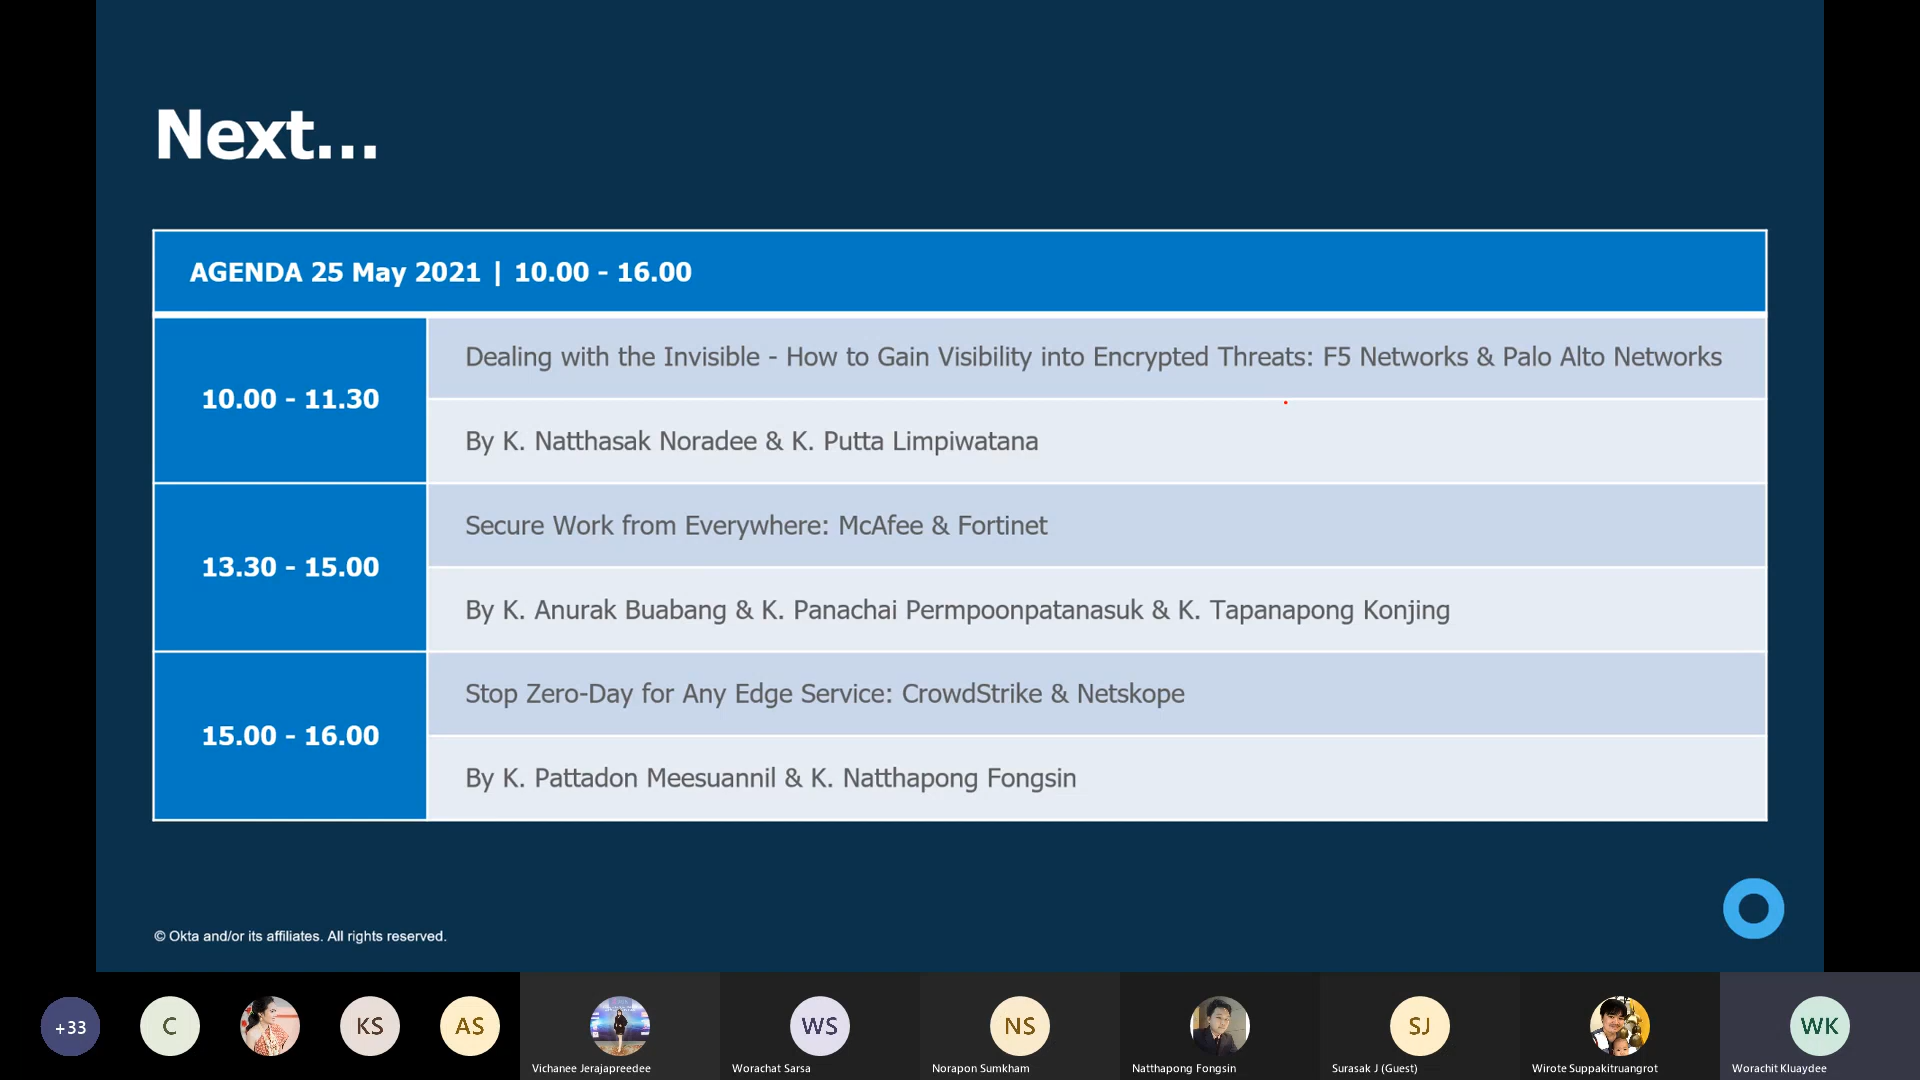 Next...
AGENDA 25 May 2021 | 10.00 - 16.00
10.00 - 11.30
Dealing with the Invisible - How to Gain Visibility into Encrypted Threats: F5 Networks & Palo Alto Networks
By K. Natthasak Noradee & K. Putta Limpiwatana
13.30 - 15.00
Secure Work from Everywhere: McAfee & Fortinet
By K. Anurak Buabang & K. Panachai Permpoonpatanasuk & K. Tapanapong Konjing
15.00 - 16.00
Stop Zero-Day for Any Edge Service: CrowdStrike & Netskope
By K. Pattadon Meesuannil & K. Natthapong Fongsin
© Okta and/or its affiliates. All rights reserved.
+33
C
KS
AS
Vichanee Jerajapreedee
WS
Worachat Sarsa
NS
Norapon Sumkham
Natthapong Fongsin
SJ
Surasak J (Guest)
Wirote Suppakitruangrot
WK
Worachit Kluaydee